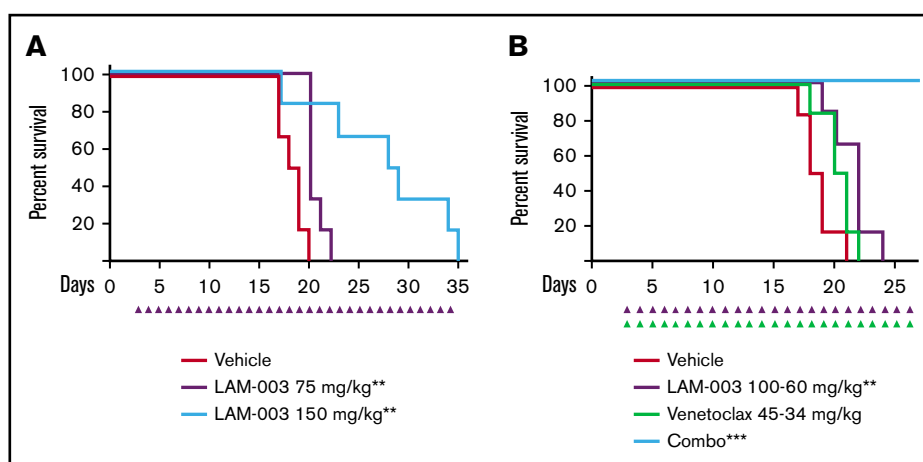 A
B
Percent survival
100
80
60
40
20
Days 0 5 10 15 20 25 30 35
Vehicle
LAM-003 75 mg/kg**
LAM-003 150 mg/kg**
Percent survival
100
80
60
40
20
Days 0 5 10 15 20 25
Vehicle
LAM-003 100-60 mg/kg**
Venetoclax 45-34 mg/kg
Combo***